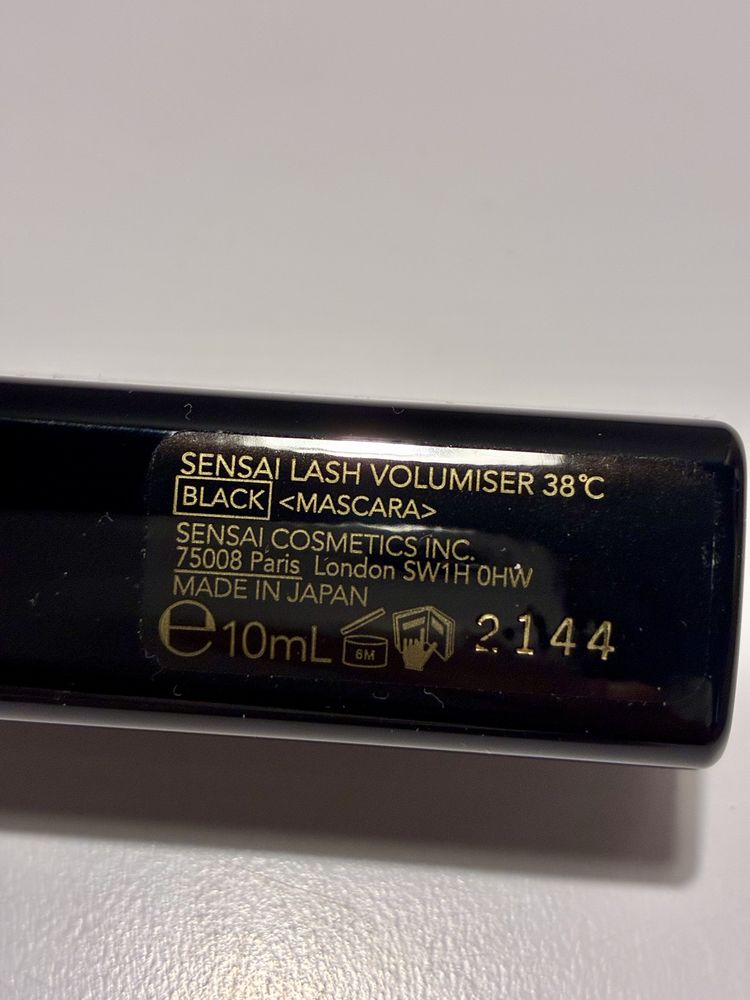 SENSAI LASH VOLUMISER 38℃
BLACK <MASCARA>
SENSAI COSMETICS INC.
75008 Paris London SW1H 0HW
MADE IN JAPAN
℮10mL 6M 2144